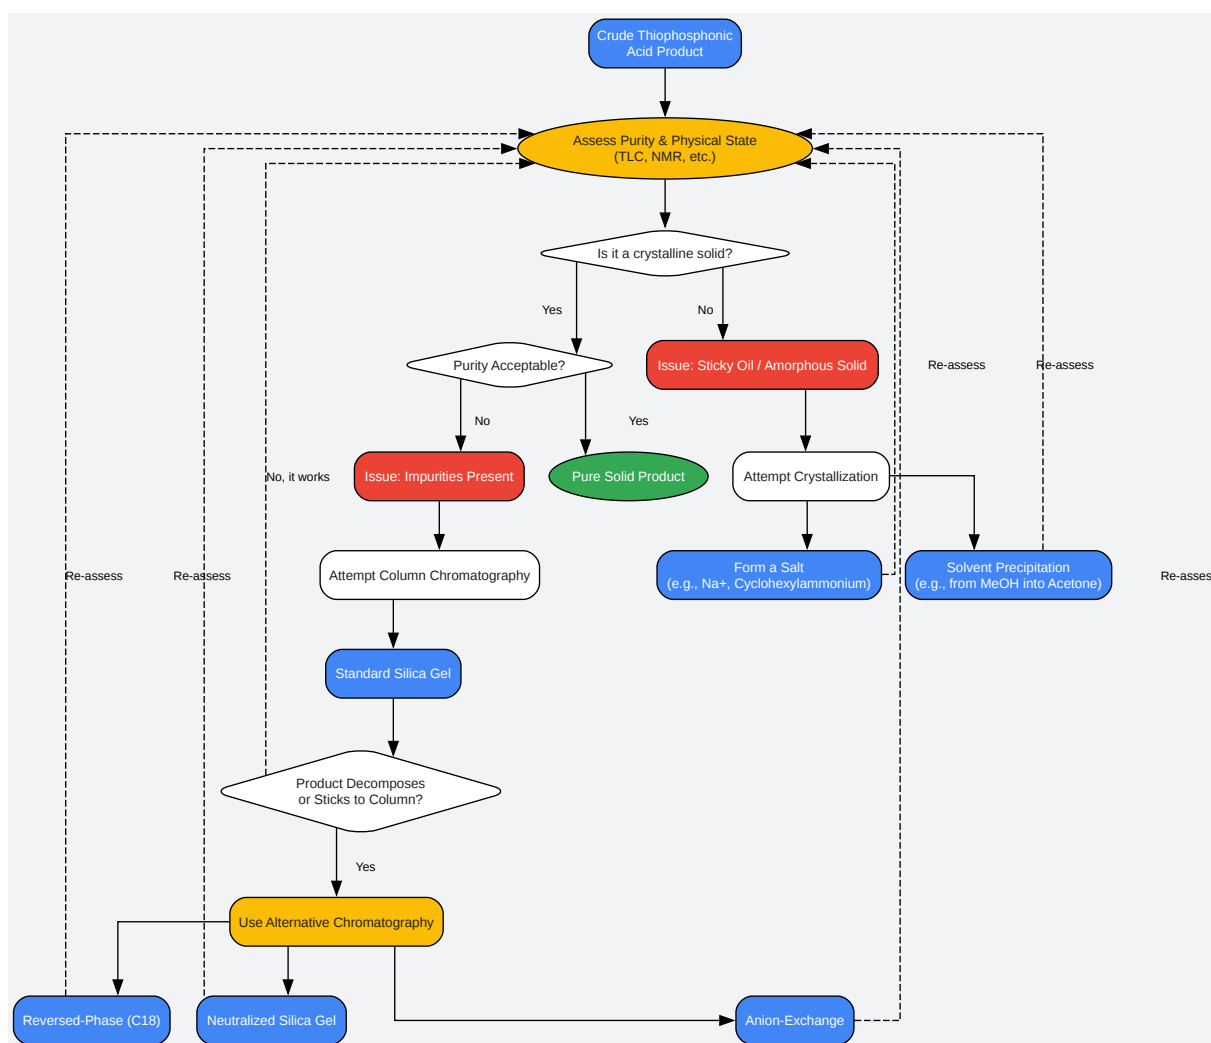 Crude Thiophosphonic
Acid Product
Assess Purity & Physical State
(TLC, NMR, etc.)
Is it a crystalline solid?
Yes
No
Purity Acceptable?
Issue: Sticky Oil / Amorphous Solid
Re-assess
Re-assess
No
Yes
No, it works
Issue: Impurities Present
Pure Solid Product
Attempt Crystallization
Re-assess
Re-assess
Attempt Column Chromatography
Form a Salt
(e.g., Na+, Cyclohexylammonium)
Solvent Precipitation
(e.g., from MeOH into Acetone)
Re-assess
Standard Silica Gel
Product Decomposes
or Sticks to Column?
Yes
Use Alternative Chromatography
Reversed-Phase (C18)
Neutralized Silica Gel
Anion-Exchange